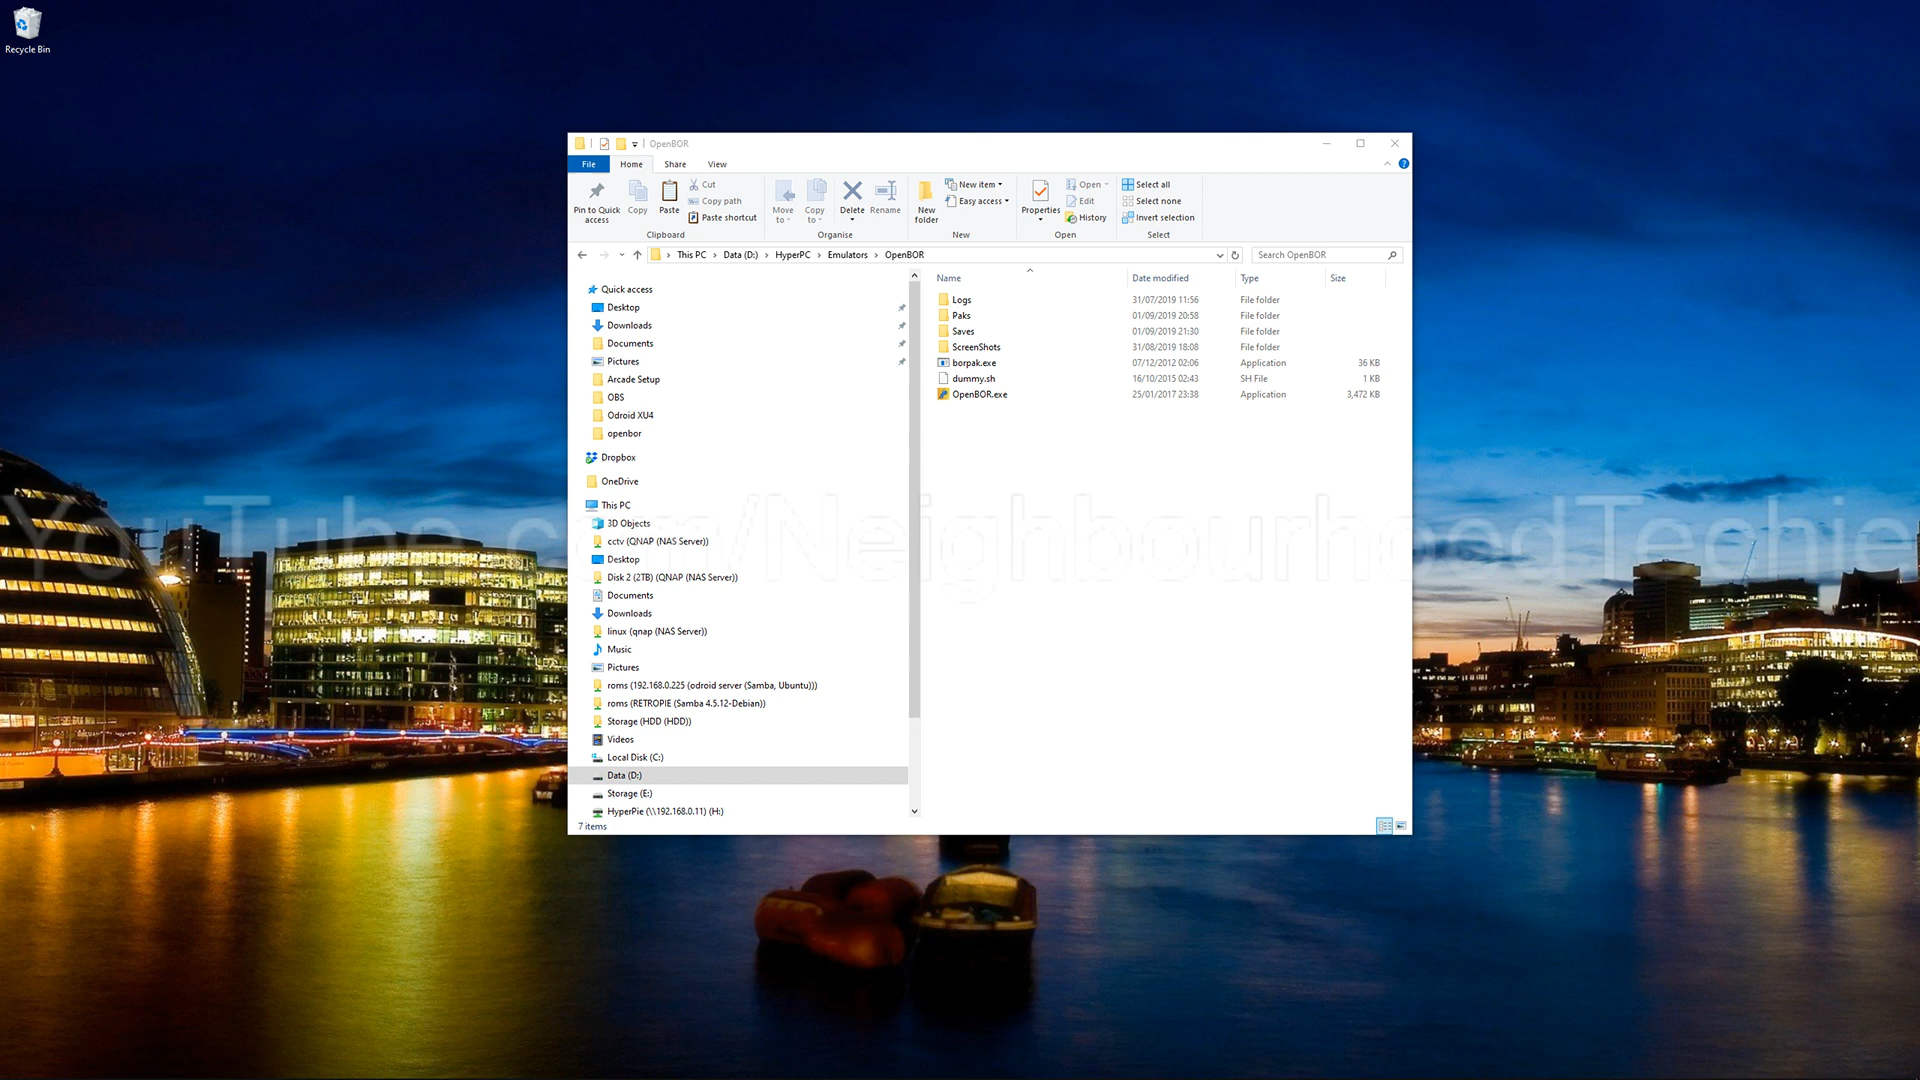 Recycle Bin
OpenBOR
File Home Share View
Pin to Quick access
Copy
Paste
Cut
Copy path
Paste shortcut
Clipboard
Move to
Copy to
Delete
Rename
Organise
New folder
New item
Easy access
New
Properties
Open
Edit
History
Open
Select all
Select none
Invert selection
Select
This PC > Data (D:) > HyperPC > Emulators > OpenBOR
Search OpenBOR
Quick access
Desktop
Downloads
Documents
Pictures
Arcade Setup
OBS
Odroid XU4
openbor
Dropbox
OneDrive
This PC
3D Objects
cctv (QNAP (NAS Server))
Desktop
Disk 2 (2TB) (QNAP (NAS Server))
Documents
Downloads
linux (qnap (NAS Server))
Music
Pictures
roms (192.168.0.225 (odroid server (Samba, Ubuntu)))
roms (RETROPIE (Samba 4.5.12-Debian))
Storage (HDD (HDD))
Videos
Local Disk (C:)
Data (D:)
Storage (E:)
HyperPie (\\192.168.0.11) (H:)
Name Date modified Type Size
Logs 31/07/2019 11:56 File folder
Paks 01/09/2019 20:58 File folder
Saves 01/09/2019 21:30 File folder
ScreenShots 31/08/2019 18:08 File folder
borpak.exe 07/12/2012 02:06 Application 36 KB
dummy.sh 16/10/2015 02:43 SH File 1 KB
OpenBOR.exe 25/01/2017 23:38 Application 3,472 KB
7 items
YouTube.com/NeighbourhoodTechie